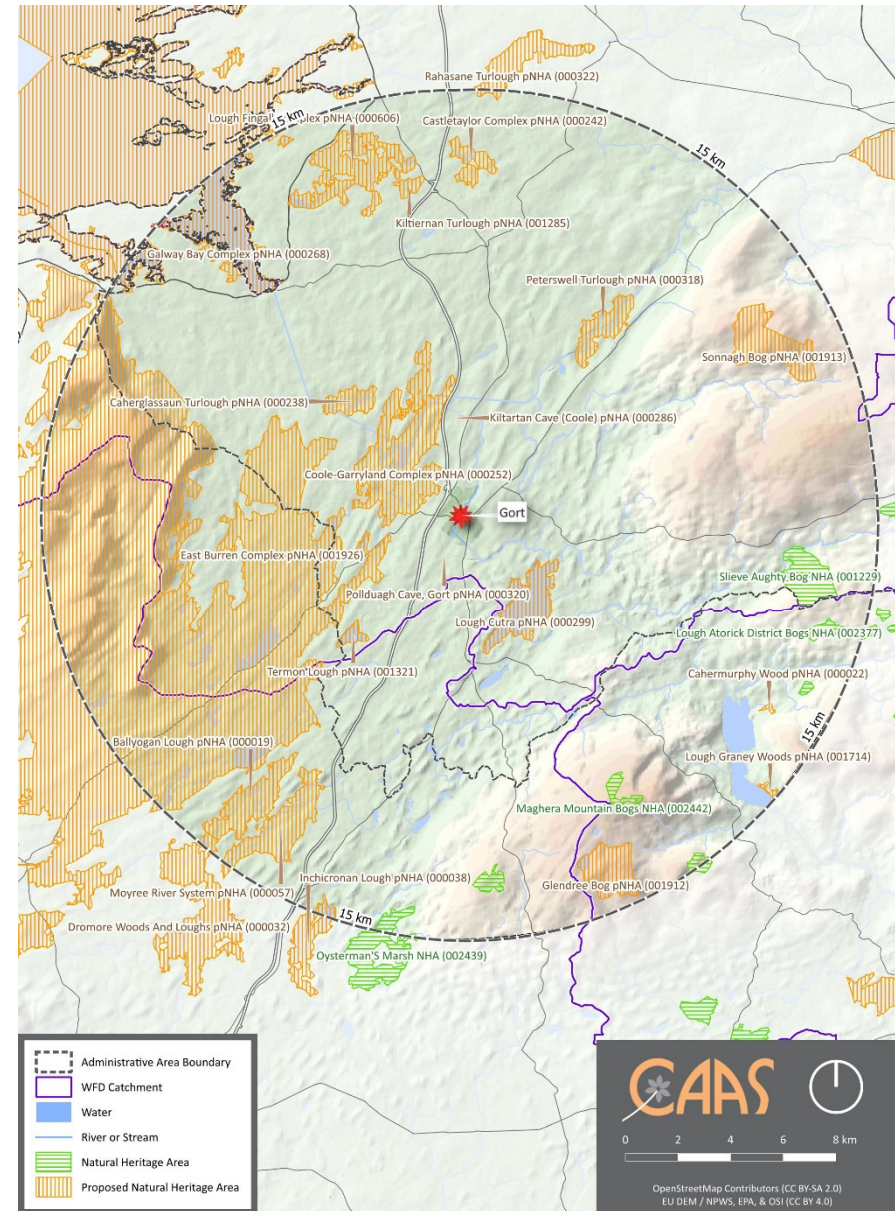 Rahasane Turlough pNHA (000322)
15 km
Lough Fingall Complex pNHA (000606)
Castletaylor Complex pNHA (000242)
15 km
Kiltiernan Turlough pNHA (001285)
Galway Bay Complex pNHA (000268)
Peterswell Turlough pNHA (000318)
Sonnagh Bog pNHA (001913)
Caherglassaun Turlough pNHA (000238)
Kiltartan Cave (Coole) pNHA (000286)
Coole-Garryland Complex pNHA (000252)
Gort
East Burren Complex pNHA (001926)
Slieve Aughty Bog NHA (001229)
Pollduagh Cave, Gort pNHA (000320)
Lough Cutra pNHA (000299)
Lough Atorick District Bogs NHA (002377)
Termon Lough pNHA (001321)
Cahermurphy Wood pNHA (000022)
15 km
Ballyogan Lough pNHA (000019)
Lough Graney Woods pNHA (001714)
Maghera Mountain Bogs NHA (002442)
Inchicronan Lough pNHA (000038)
Glendree Bog pNHA (001912)
Moyree River System pNHA (000057)
15 km
Dromore Woods And Loughs pNHA (000032)
Oysterman'S Marsh NHA (002439)
Administrative Area Boundary
WFD Catchment
Water
River or Stream
Natural Heritage Area
Proposed Natural Heritage Area
CAAS
0 2 4 6 8 km
OpenStreetMap Contributors (CC BY-SA 2.0)
EU DEM / NPWS, EPA, & OSI (CC BY 4.0)